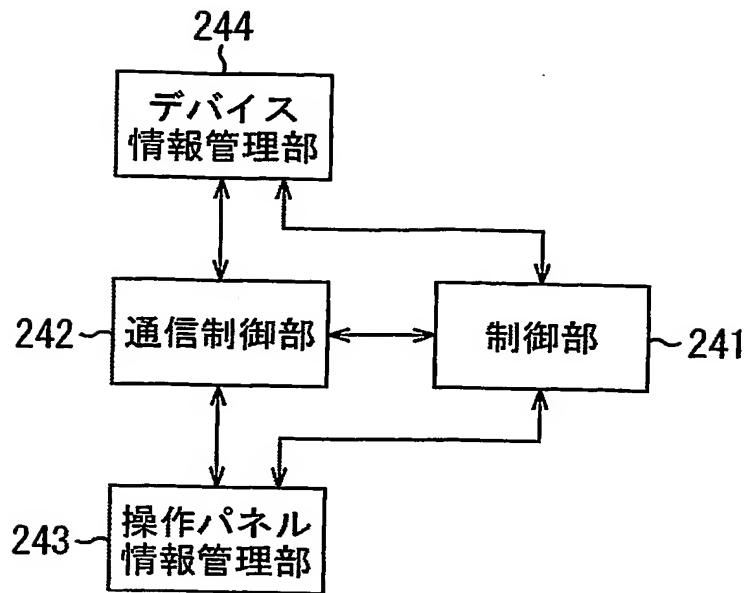 244
デバイス
情報管理部
242
通信制御部
制御部
241
243
操作パネル
情報管理部